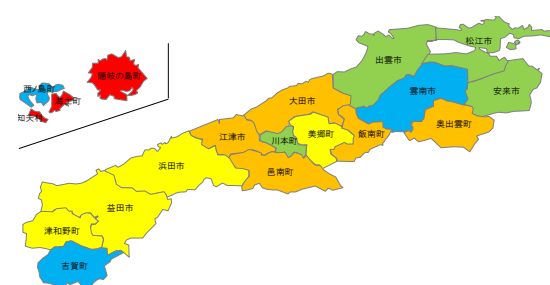 松江市
出雲市
隠岐の島町
西ノ島町
海士町
知夫村
安来市
雲南市
大田市
奥出雲町
飯南町
美郷町
川本町
江津市
邑南町
浜田市
益田市
津和野町
吉賀町